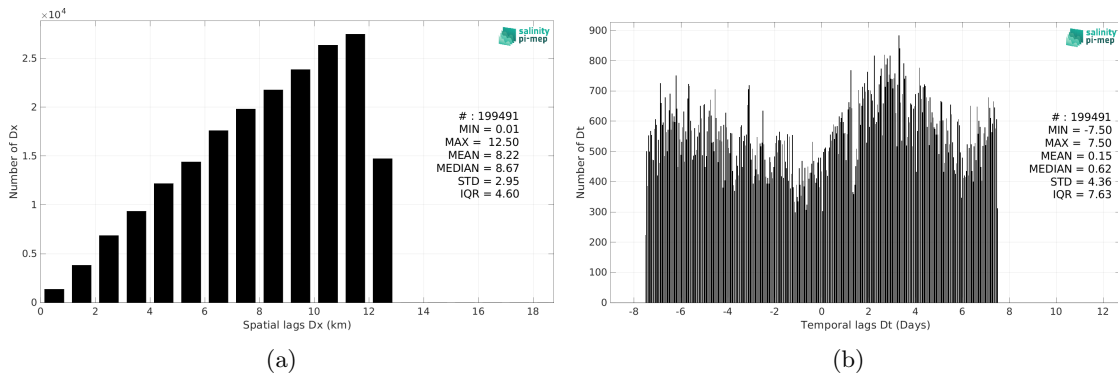 ×10⁴
2.5
2
1.5
1
0.5
0
Number of Dx
0 2 4 6 8 10 12 14 16 18
Spatial lags Dx (km)
salinity
pi-mep
# : 199491
MIN = 0.01
MAX = 12.50
MEAN = 8.22
MEDIAN = 8.67
STD = 2.95
IQR = 4.60
(a)
900
800
700
600
500
400
300
200
100
0
Number of Dt
-8 -6 -4 -2 0 2 4 6 8 10 12
Temporal lags Dt (Days)
salinity
pi-mep
# : 199491
MIN = -7.50
MAX = 7.50
MEAN = 0.15
MEDIAN = 0.62
STD = 4.36
IQR = 7.63
(b)